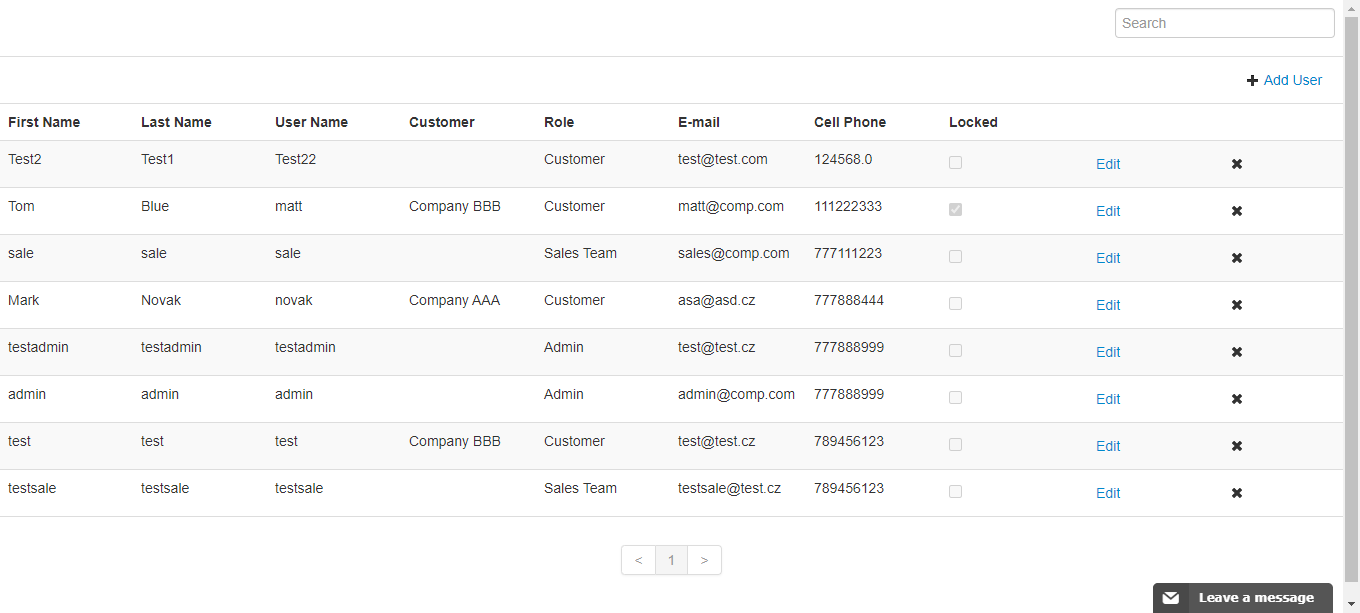 Search
Add User
First Name Last Name User Name Customer Role E-mail Cell Phone Locked
Test2 Test1 Test22 Customer test@test.com 124568.0 Edit
Tom Blue matt Company BBB Customer matt@comp.com 111222333 Edit
sale sale sale Sales Team sales@comp.com 777111223 Edit
Mark Novak novak Company AAA Customer asa@asd.cz 777888444 Edit
testadmin testadmin testadmin Admin test@test.cz 777888999 Edit
admin admin admin Admin admin@comp.com 777888999 Edit
test test test Company BBB Customer test@test.cz 789456123 Edit
testsale testsale testsale Sales Team testsale@test.cz 789456123 Edit
< 1 >
Leave a message